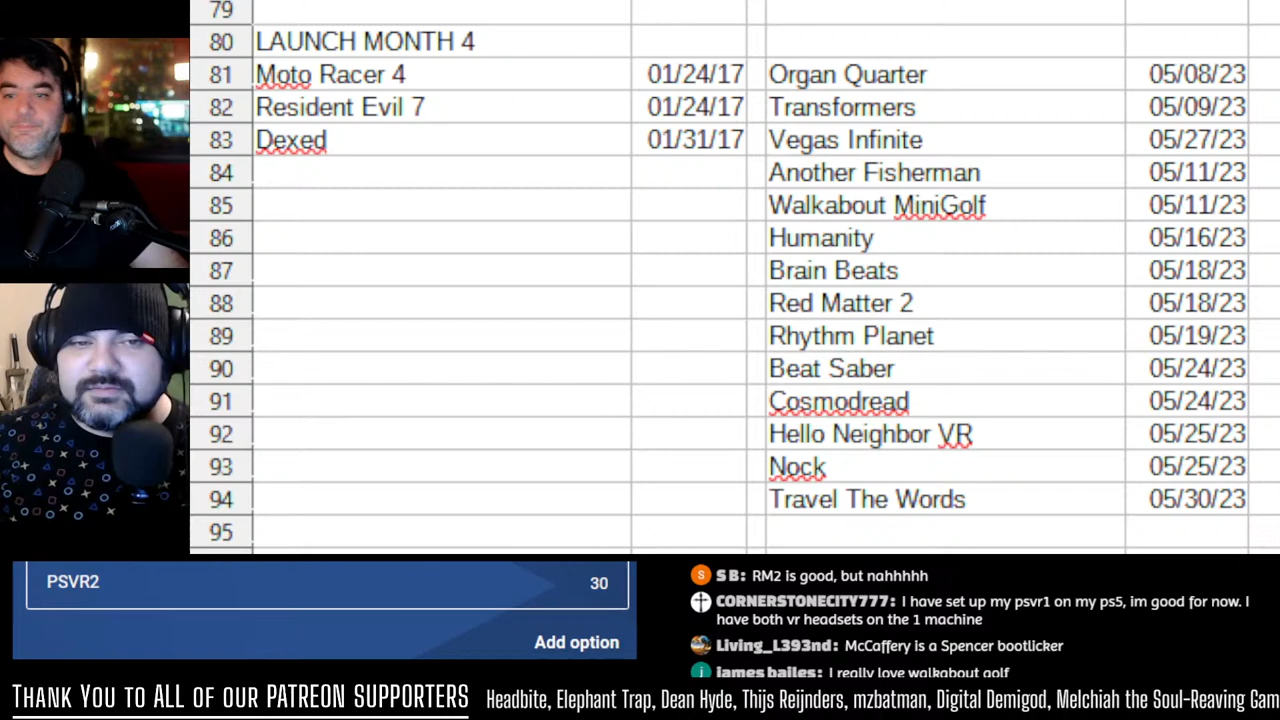 79
80 LAUNCH MONTH 4
81 Moto Racer 4 01/24/17 Organ Quarter 05/08/23
82 Resident Evil 7 01/24/17 Transformers 05/09/23
83 Dexed 01/31/17 Vegas Infinite 05/27/23
84 Another Fisherman 05/11/23
85 Walkabout MiniGolf 05/11/23
86 Humanity 05/16/23
87 Brain Beats 05/18/23
88 Red Matter 2 05/18/23
89 Rhythm Planet 05/19/23
90 Beat Saber 05/24/23
91 Cosmodread 05/24/23
92 Hello Neighbor VR 05/25/23
93 Nock 05/25/23
94 Travel The Words 05/30/23
95
PSVR2 30
Add option
S B: RM2 is good, but nahhhhh
CORNERSTONECITY777: I have set up my psvr1 on my ps5, im good for now. I
have both vr headsets on the 1 machine
Living_L393nd: McCaffery is a Spencer bootlicker
james bailes: I really love walkabout golf
THANK YOU TO ALL OF OUR PATREON SUPPORTERS Headbite, Elephant Trap, Dean Hyde, Thijs Reijnders, mzbatman, Digital Demigod, Melchiah the Soul-Reaving Gam